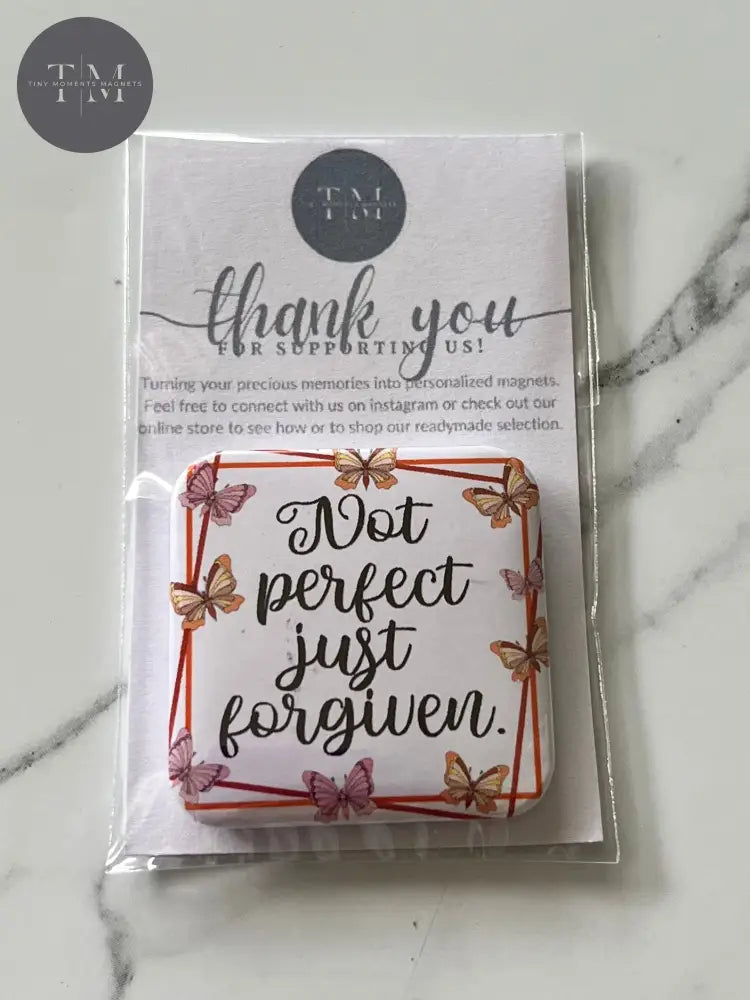 T|M
TINY MOMENTS MAGNETS
T|M
thank you
FOR SUPPORTING US!
Turning your precious memories into personalized magnets.
Feel free to connect with us on instagram or check out our
online store to see how or to shop our readymade selection.
Not
perfect
just
forgiven.